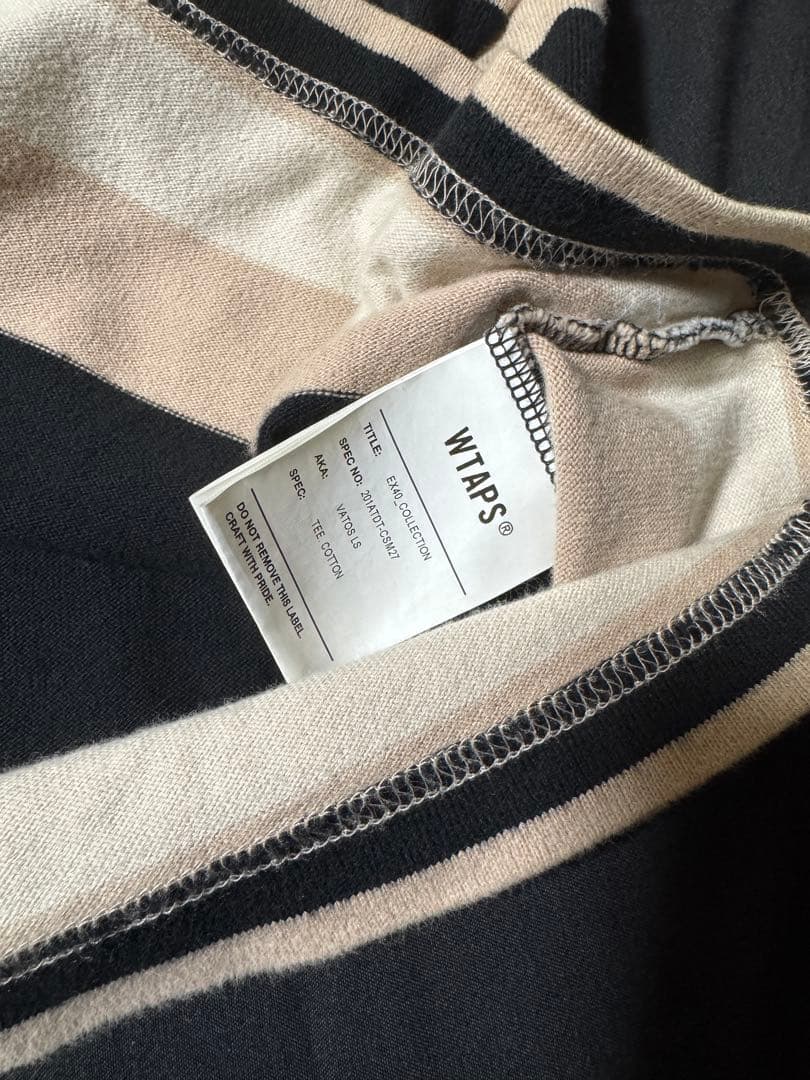 WTAPS®
TITLE: EX40_COLLECTION
SPEC NO: 201ATDT-CSM27
AKA: VATOS LS
SPEC: TEE. COTTON
DO NOT REMOVE THIS LABEL.
CRAFT WITH PRIDE.